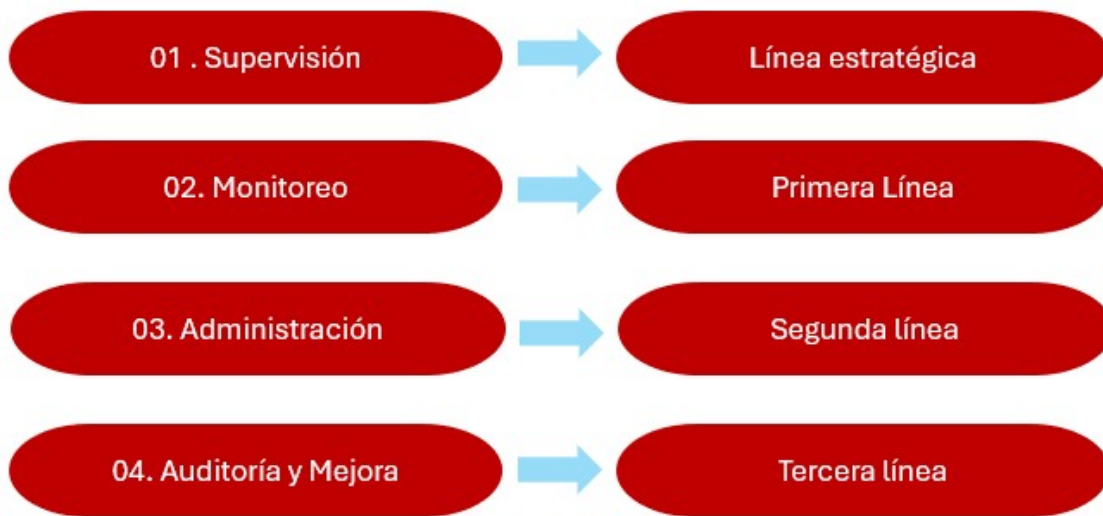 01 . Supervisión
Línea estratégica
02. Monitoreo
Primera Línea
03. Administración
Segunda línea
04. Auditoría y Mejora
Tercera línea